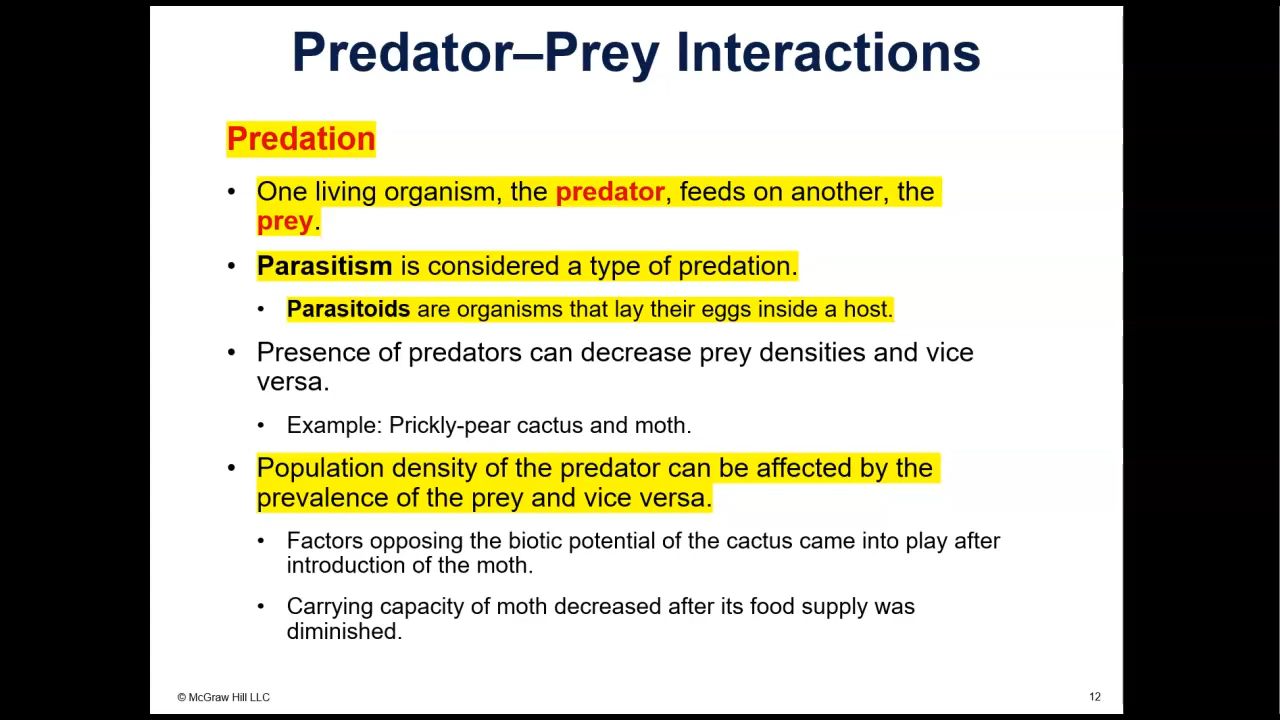 Predator–Prey Interactions
Predation
• One living organism, the predator, feeds on another, the
prey.
• Parasitism is considered a type of predation.
• Parasitoids are organisms that lay their eggs inside a host.
• Presence of predators can decrease prey densities and vice
versa.
• Example: Prickly-pear cactus and moth.
• Population density of the predator can be affected by the
prevalence of the prey and vice versa.
• Factors opposing the biotic potential of the cactus came into play after
introduction of the moth.
• Carrying capacity of moth decreased after its food supply was
diminished.
© McGraw Hill LLC
12